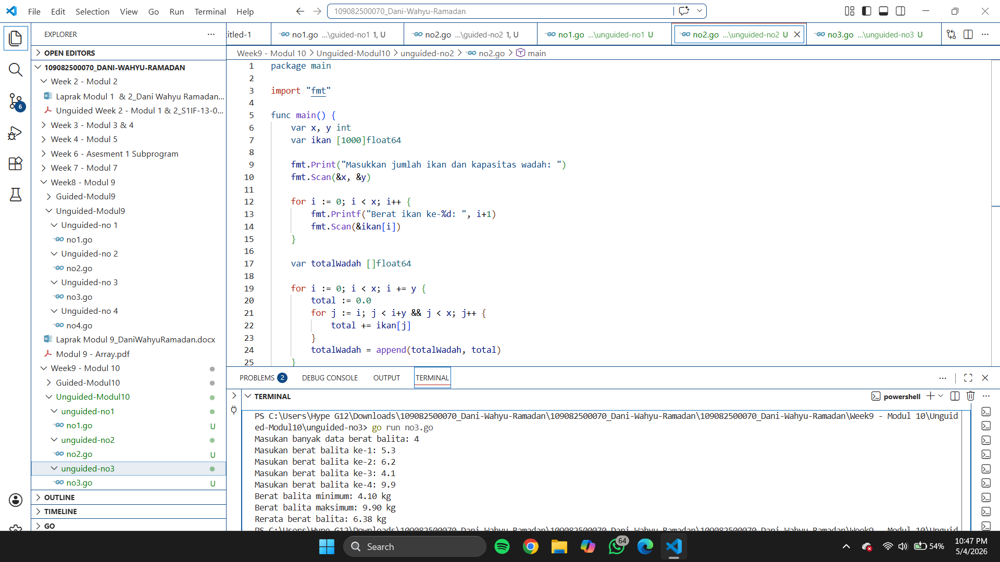 File Edit Selection View Go Run Terminal Help
109082500070_Dani-Wahyu-Ramadan
EXPLORER
OPEN EDITORS
109082500070_DANI-WAHYU-RAMADAN
Week 2 - Modul 2
Laprak Modul 1 & 2_Dani Wahyu Ramadan...
Unguided Week 2 - Modul 1 & 2_S1IF-13-0...
Week 3 - Modul 3 & 4
Week 4 - Modul 5
Week 6 - Asesment 1 Subprogram
Week 7 - Modul 7
Week8 - Modul 9
Guided-Modul9
Unguided-Modul9
Unguided-no 1
GO no1.go
Unguided-no 2
GO no2.go
Unguided-no 3
GO no3.go
Unguided-no 4
GO no4.go
Laprak Modul 9_DaniWahyuRamadan.docx
Modul 9 - Array.pdf
Week9 - Modul 10
Guided-Modul10
Unguided-Modul10
unguided-no1
GO no1.go U
unguided-no2
GO no2.go U
unguided-no3
GO no3.go U
OUTLINE
TIMELINE
GO
6
itled-1 GO no1.go ...\guided-no1 1, U GO no2.go ...\guided-no2 1, U GO no1.go ...\unguided-no1 U GO no2.go ...\unguided-no2 U GO no3.go ...\unguided-no3 U
Week9 - Modul 10 > Unguided-Modul10 > unguided-no2 > GO no2.go > main
1 package main
2
3 import "fmt"
4
5 func main() {
6 var x, y int
7 var ikan [1000]float64
8
9 fmt.Print("Masukkan jumlah ikan dan kapasitas wadah: ")
10 fmt.Scan(&x, &y)
11
12 for i := 0; i < x; i++ {
13 fmt.Printf("Berat ikan ke-%d: ", i+1)
14 fmt.Scan(&ikan[i])
15 }
16
17 var totalWadah []float64
18
19 for i := 0; i < x; i += y {
20 total := 0.0
21 for j := i; j < i+y && j < x; j++ {
22 total += ikan[j]
23 }
24 totalWadah = append(totalWadah, total)
25 }
PROBLEMS 2 DEBUG CONSOLE OUTPUT TERMINAL
TERMINAL
powershell
PS C:\Users\Hype G12\Downloads\109082500070_Dani-Wahyu-Ramadan\109082500070_Dani-Wahyu-Ramadan\109082500070_Dani-Wahyu-Ramadan\Week9 - Modul 10\Unguid
ed-Modul10\unguided-no3> go run no3.go
Masukan banyak data berat balita: 4
Masukan berat balita ke-1: 5.3
Masukan berat balita ke-2: 6.2
Masukan berat balita ke-3: 4.1
Masukan berat balita ke-4: 9.9
Berat balita minimum: 4.10 kg
Berat balita maksimum: 9.90 kg
Rerata berat balita: 6.38 kg
PS C:\Users\Hype G12\Downloads\109082500070_Dani-Wahyu-Ramadan\109082500070_Dani-Wahyu-Ramadan\109082500070_Dani-Wahyu-Ramadan\Week9 - Modul 10\Unguid
Search
64
54%
10:47 PM
5/4/2026